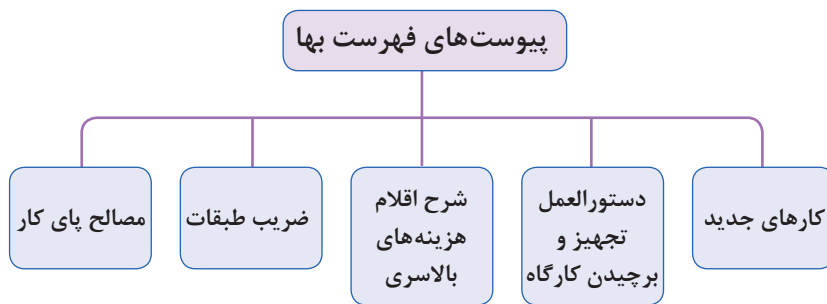 پیوست‌های فهرست بها
کارهای جدید
دستورالعمل
تجهیز و
برچیدن کارگاه
شرح اقلام
هزینه‌های
بالاسری
ضریب طبقات
مصالح پای کار